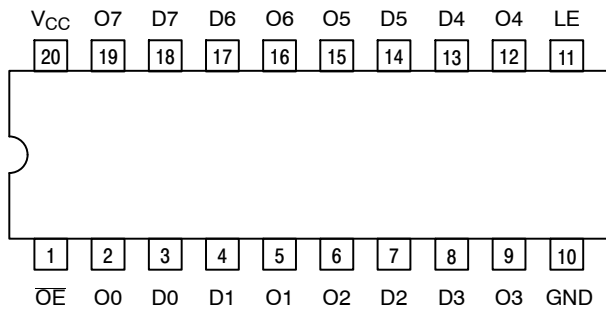 VCC O7 D7 D6 O6 O5 D5 D4 O4 LE
20 19 18 17 16 15 14 13 12 11
1 2 3 4 5 6 7 8 9 10
O̅E̅ O0 D0 D1 O1 O2 D2 D3 O3 GND